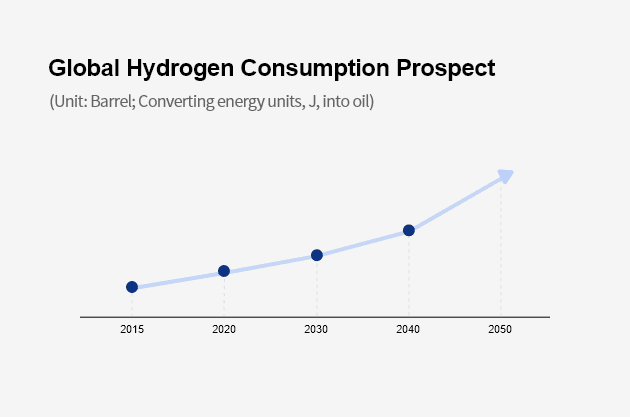 Global Hydrogen Consumption Prospect
(Unit: Barrel; Converting energy units, J, into oil)
2015 2020 2030 2040 2050